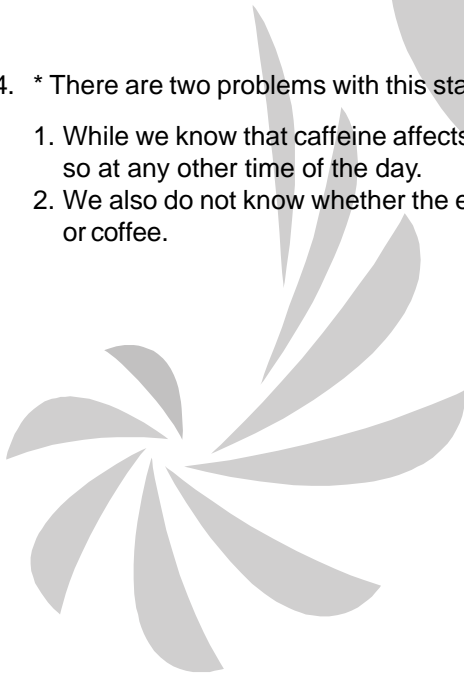 4. * There are two problems with this sta
1. While we know that caffeine affects
so at any other time of the day.
2. We also do not know whether the e
or coffee.